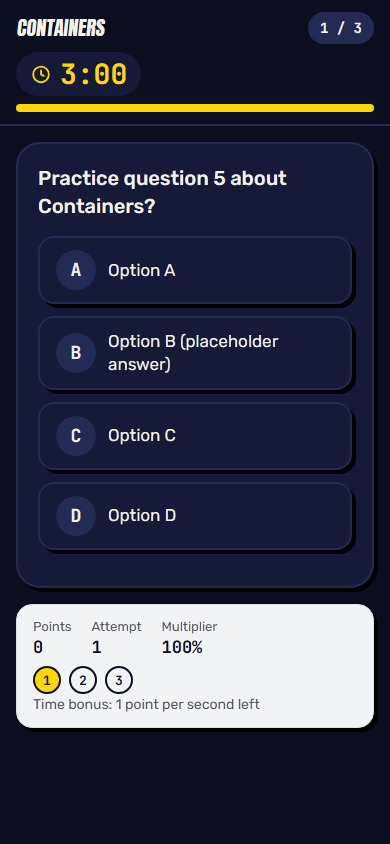 CONTAINERS
1 / 3
3:00
Practice question 5 about
Containers?
A
Option A
B
Option B (placeholder
answer)
C
Option C
D
Option D
Points Attempt Multiplier
0 1 100%
1 2 3
Time bonus: 1 point per second left